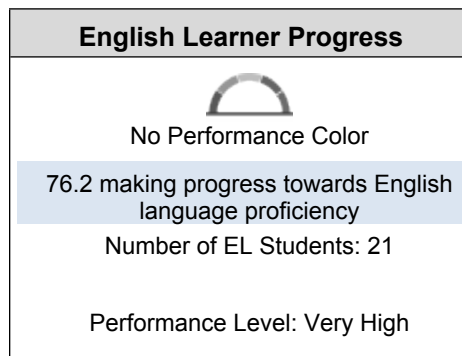 English Learner Progress
No Performance Color
76.2 making progress towards English
language proficiency
Number of EL Students: 21
Performance Level: Very High